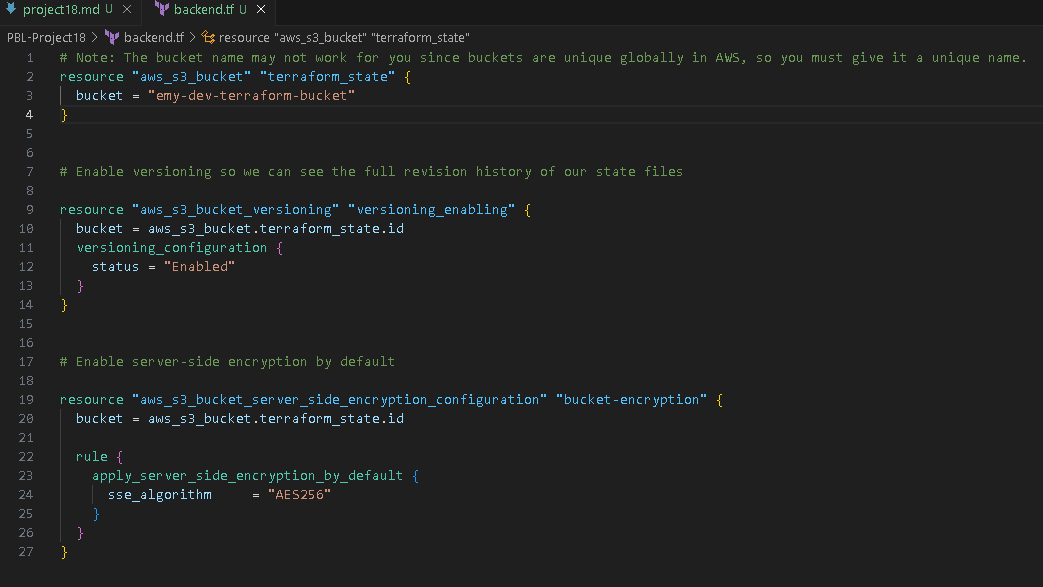 project18.md U ×
backend.tf U ×
PBL-Project18 > backend.tf > resource "aws_s3_bucket" "terraform_state"
1 # Note: The bucket name may not work for you since buckets are unique globally in AWS, so you must give it a unique name.
2 resource "aws_s3_bucket" "terraform_state" {
3 bucket = "emy-dev-terraform-bucket"
4 }
5
6
7 # Enable versioning so we can see the full revision history of our state files
8
9 resource "aws_s3_bucket_versioning" "versioning_enabling" {
10 bucket = aws_s3_bucket.terraform_state.id
11 versioning_configuration {
12 status = "Enabled"
13 }
14 }
15
16
17 # Enable server-side encryption by default
18
19 resource "aws_s3_bucket_server_side_encryption_configuration" "bucket-encryption" {
20 bucket = aws_s3_bucket.terraform_state.id
21
22 rule {
23 apply_server_side_encryption_by_default {
24 sse_algorithm     = "AES256"
25 }
26 }
27 }